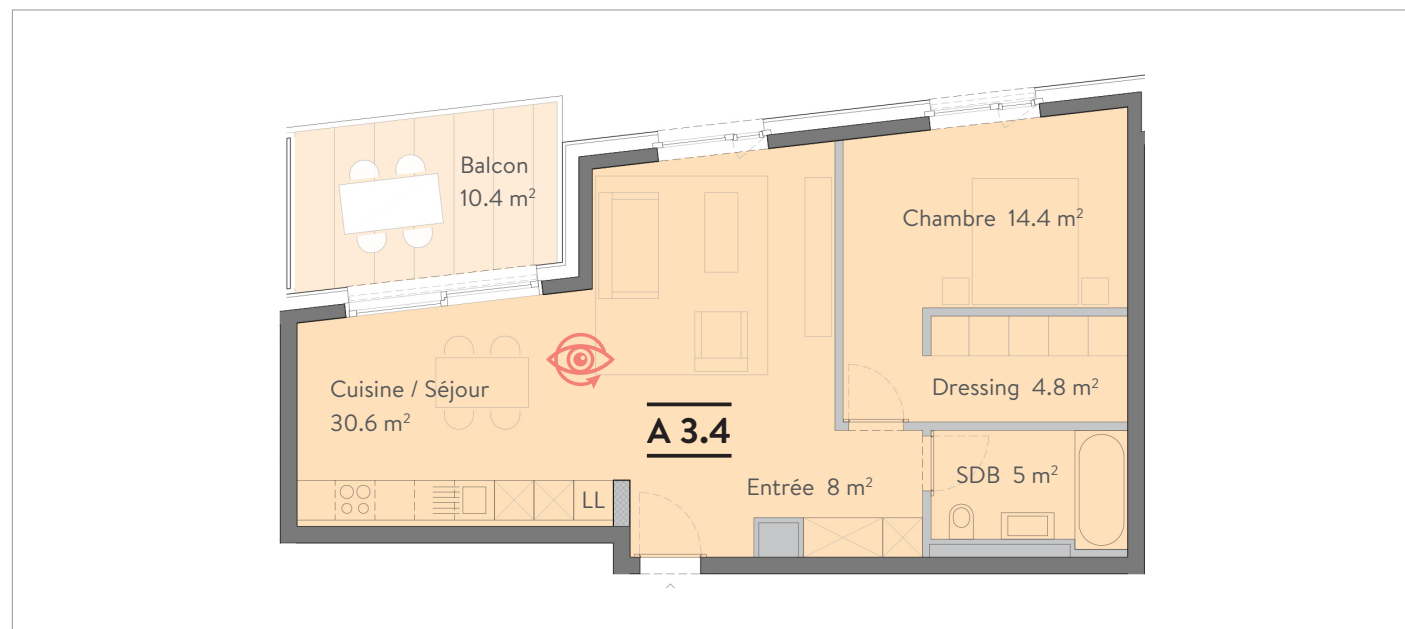 Balcon
10.4 m²
Chambre 14.4 m²
Cuisine / Séjour
30.6 m²
Dressing 4.8 m²
A 3.4
SDB 5 m²
Entrée 8 m²
LL